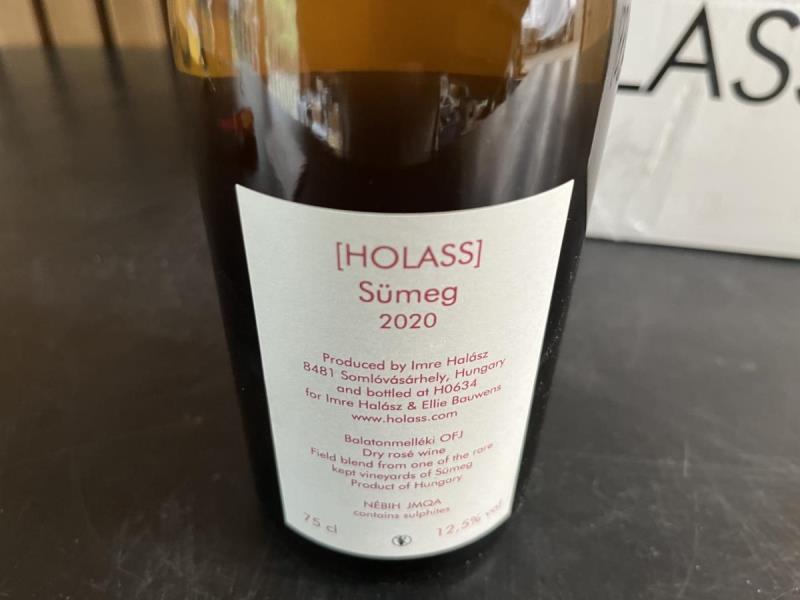 [HOLASS]
Sümeg
2020
Produced by Imre Halász
8481 Somlóvásárhely, Hungary
and bottled at H0634
for Imre Halász & Ellie Bauwens
www.holass.com
Balatonmelléki OFJ
Dry rosé wine
Field blend from one of the rare
kept vineyards of Sümeg
Product of Hungary
NÉBIH JMQA
contains sulphites
75 cl
12,5% vol
LASS